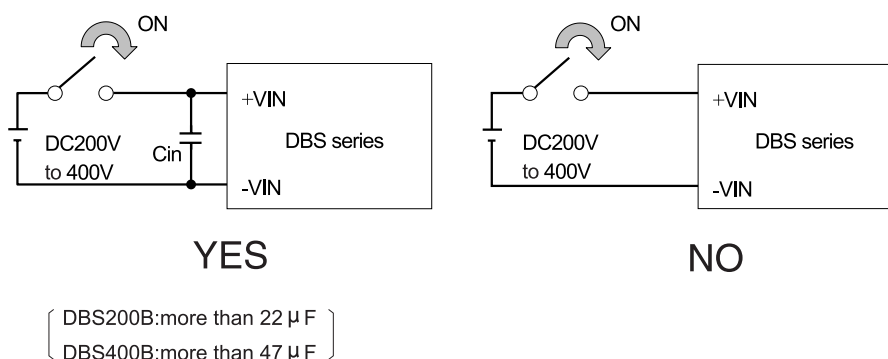 ON
+VIN
DC200V
to 400V
Cin
DBS series
-VIN
YES
ON
+VIN
DC200V
to 400V
DBS series
-VIN
NO
DBS200B:more than 22μF
DBS400B:more than 47μF